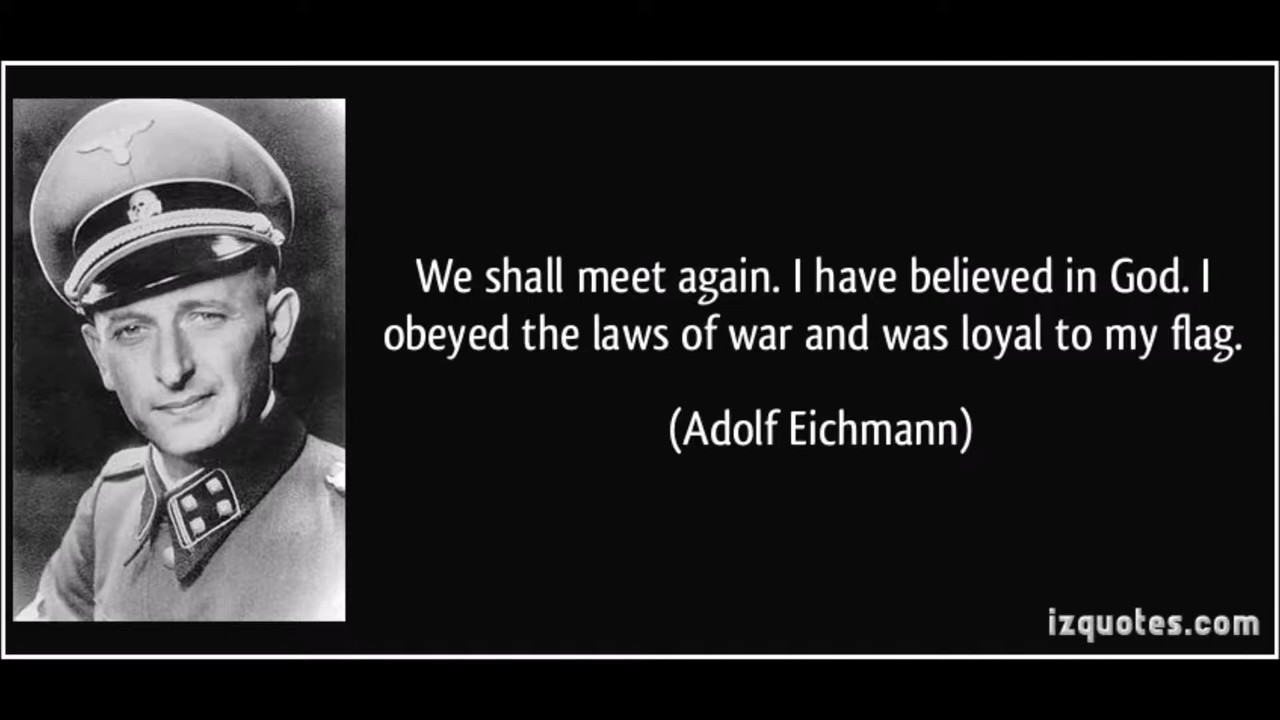 We shall meet again. I have believed in God. I
obeyed the laws of war and was loyal to my flag.
(Adolf Eichmann)
izquotes.com